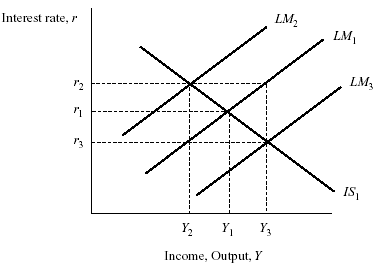 Interest rate, r
LM2
LM1
LM3
r2
r1
r3
IS1
Y2 Y1 Y3
Income, Output, Y